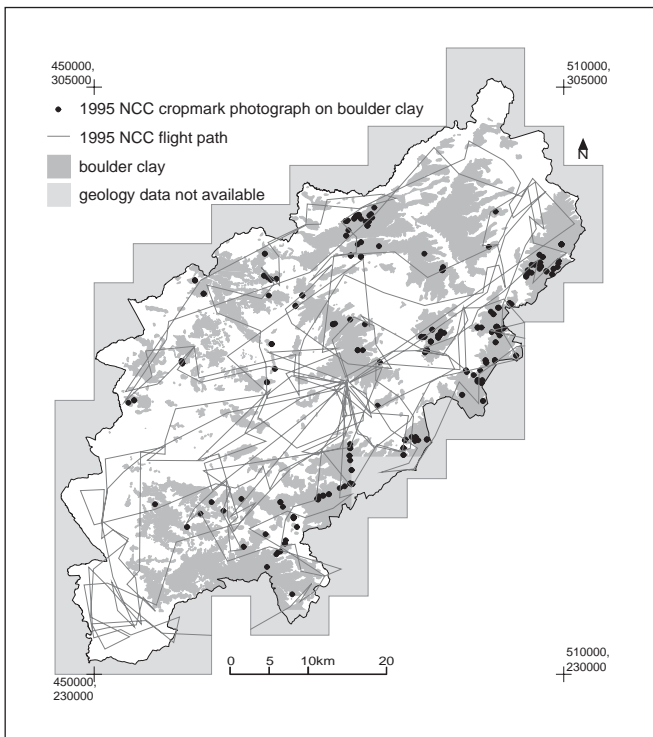 450000,
305000
510000,
305000
1995 NCC cropmark photograph on boulder clay
1995 NCC flight path
boulder clay
geology data not available
N
0 5 10km 20
450000,
230000
510000,
230000